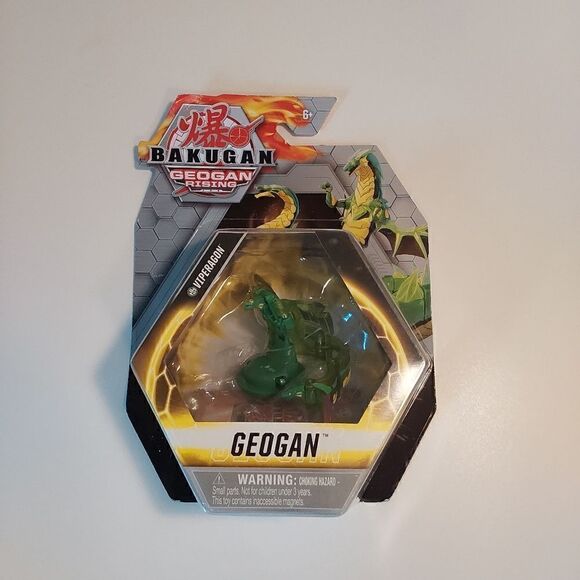 6+
爆
BAKUGAN
GEOGAN
RISING
VIPERAGON
GEOGAN™
WARNING: CHOKING HAZARD -
Small parts. Not for children under 3 years.
This toy contains inaccessible magnets.